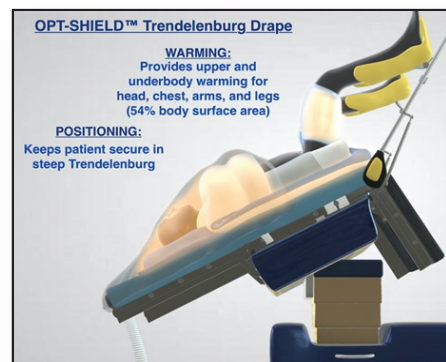 OPT-SHIELD™ Trendelenburg Drape
WARMING:
Provides upper and
underbody warming for
head, chest, arms, and legs
(54% body surface area)
POSITIONING:
Keeps patient secure in
steep Trendelenburg